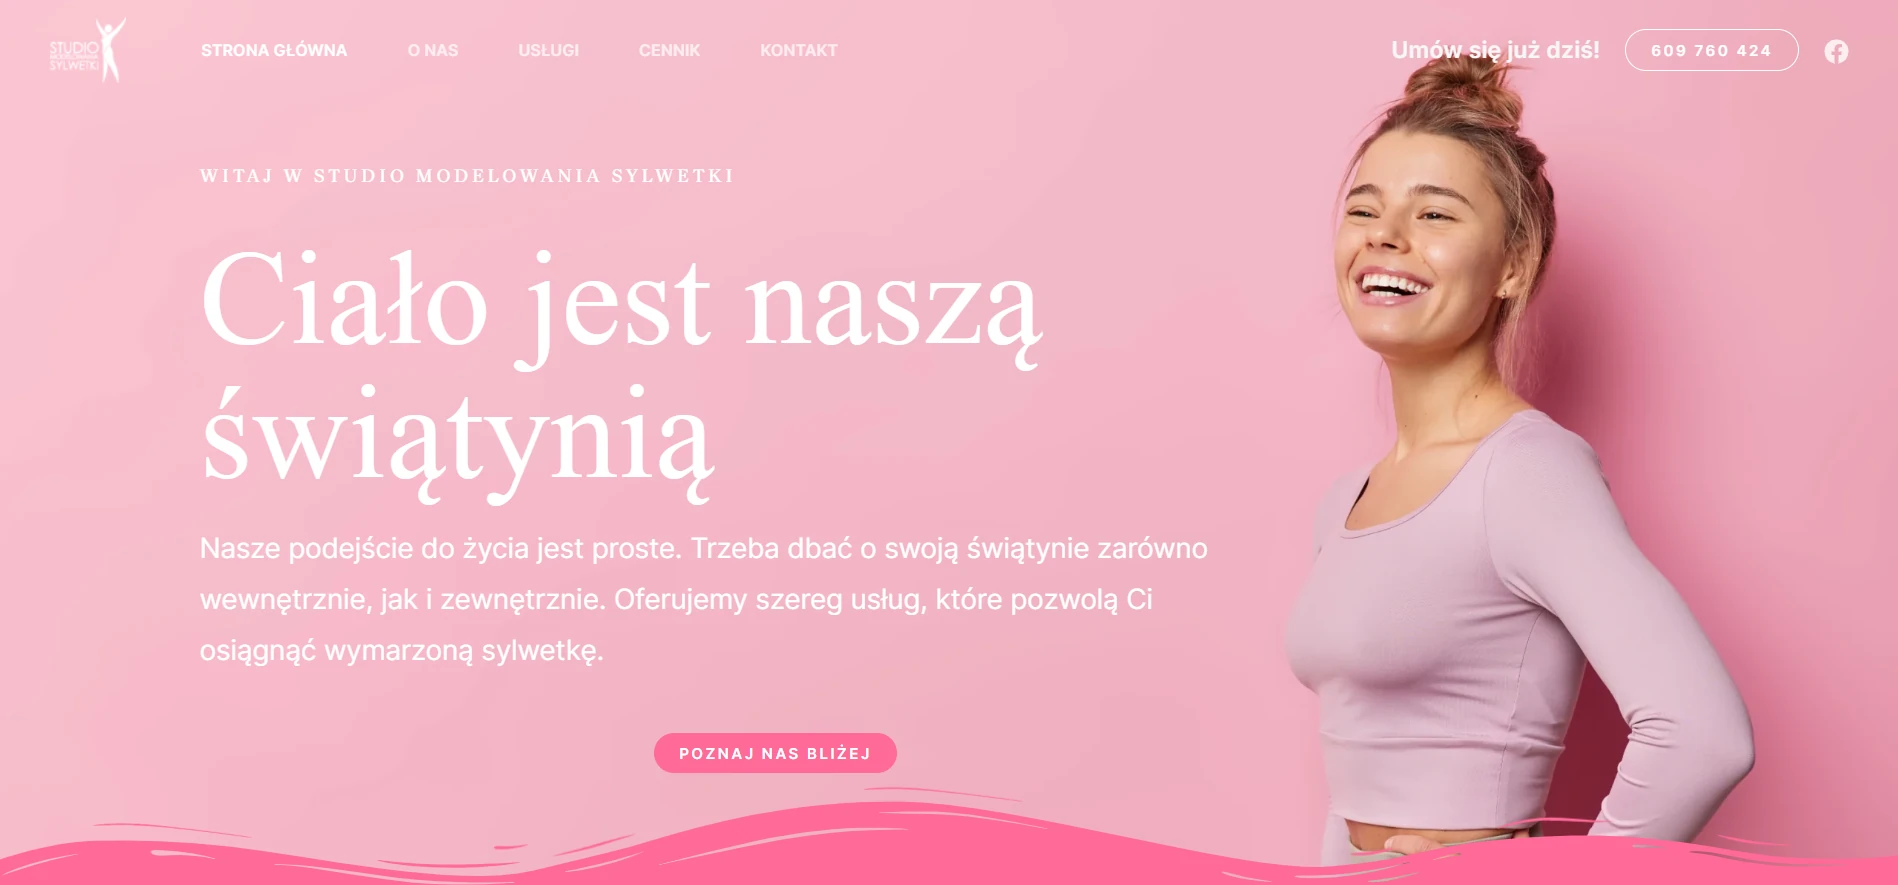 STUDIO
MODELOWANIA
SYLWETKI
STRONA GŁÓWNA
O NAS
USŁUGI
CENNIK
KONTAKT
Umów się już dziś!
609 760 424
WITAJ W STUDIO MODELOWANIA SYLWETKI
Ciało jest naszą
świątynią
Nasze podejście do życia jest proste. Trzeba dbać o swoją świątynie zarówno
wewnętrznie, jak i zewnętrznie. Oferujemy szereg usług, które pozwolą Ci
osiągnąć wymarzoną sylwetkę.
POZNAJ NAS BLIŻEJ